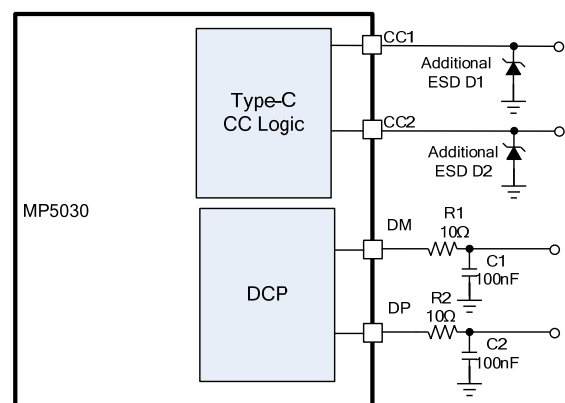 CC1
Additional
ESD D1
Type-C
CC Logic
CC2
Additional
ESD D2
MP5030
DM
R1
10Ω
C1
100nF
DCP
DP
R2
10Ω
C2
100nF